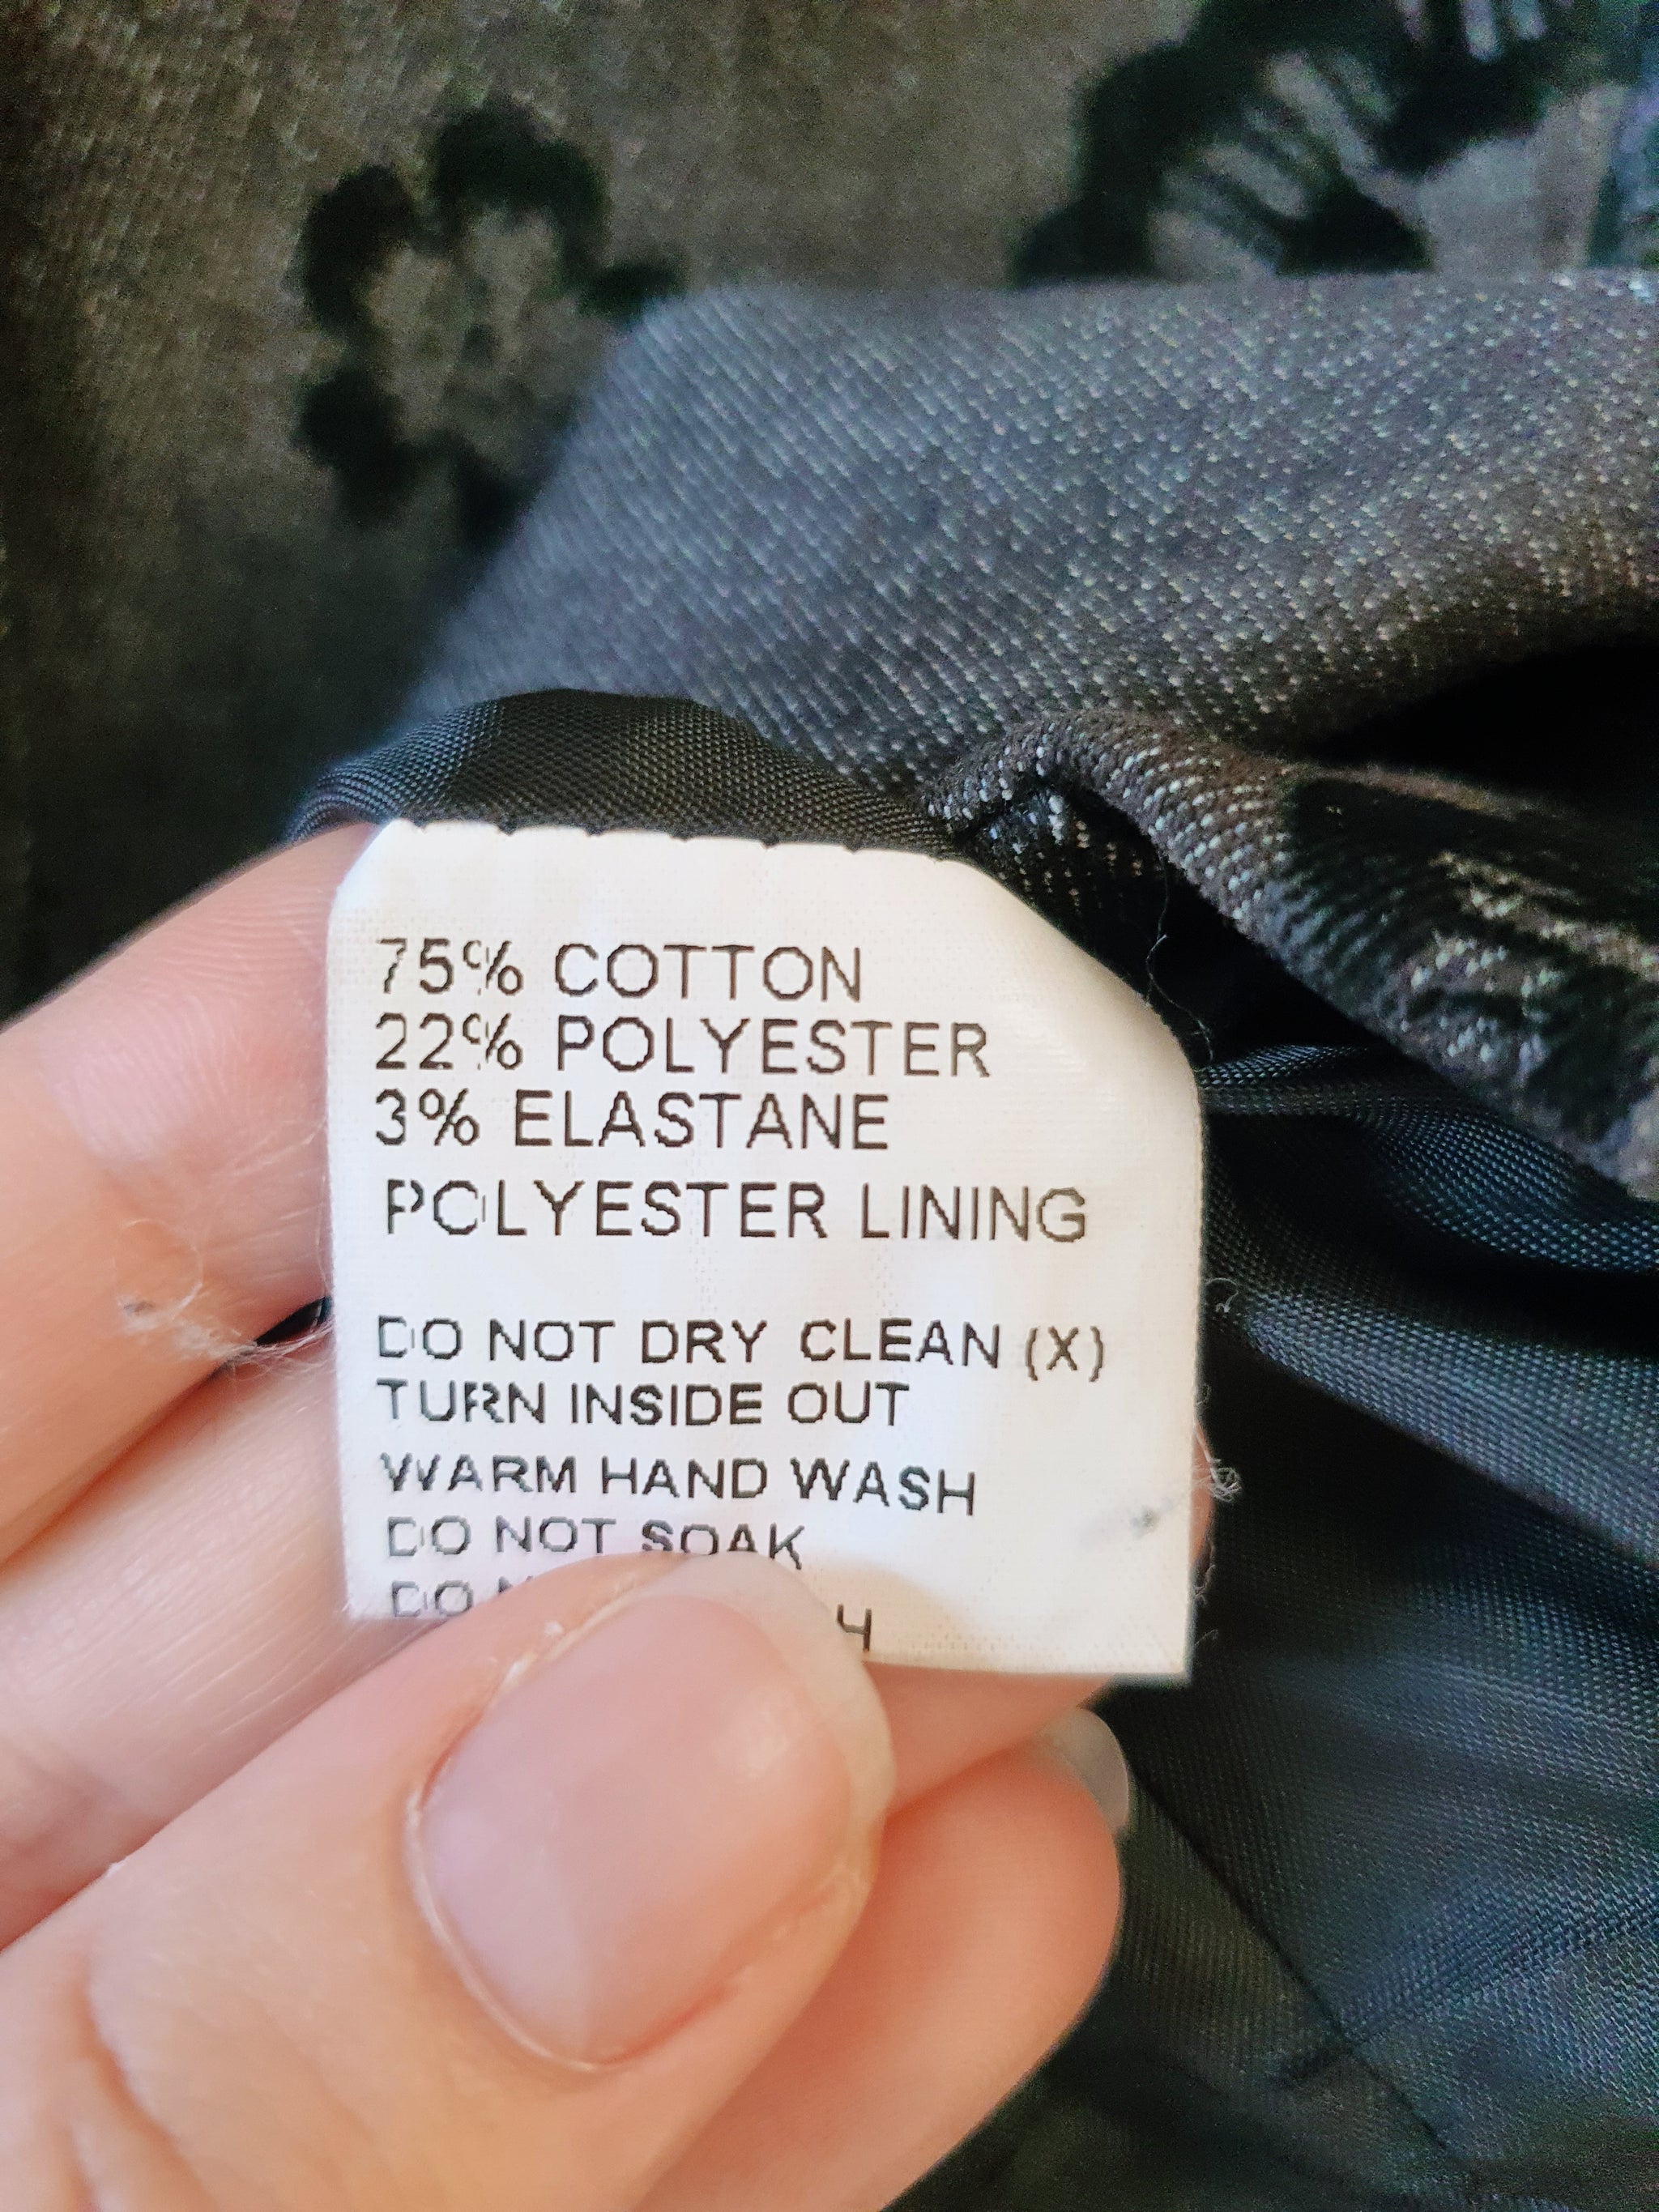 75% COTTON
22% POLYESTER
3% ELASTANE
POLYESTER LINING
DO NOT DRY CLEAN (X)
TURN INSIDE OUT
WARM HAND WASH
DO NOT SOAK
DO